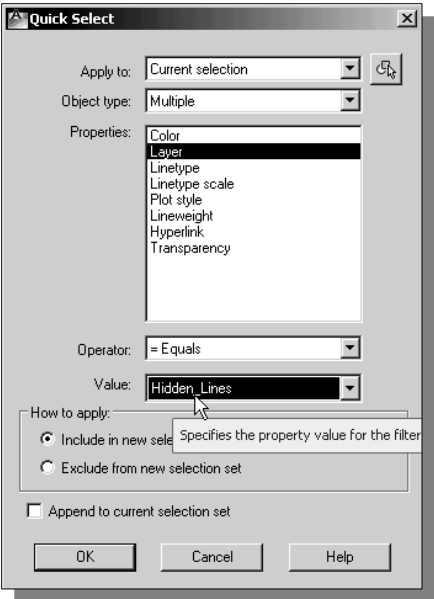 Quick Select
Apply to: Current selection
Object type: Multiple
Properties: Color
Layer
Linetype
Linetype scale
Plot style
Lineweight
Hyperlink
Transparency
Operator: = Equals
Value: Hidden_Lines
How to apply:
Include in new sele
Specifies the property value for the filter
Exclude from new selection set
Append to current selection set
OK Cancel Help